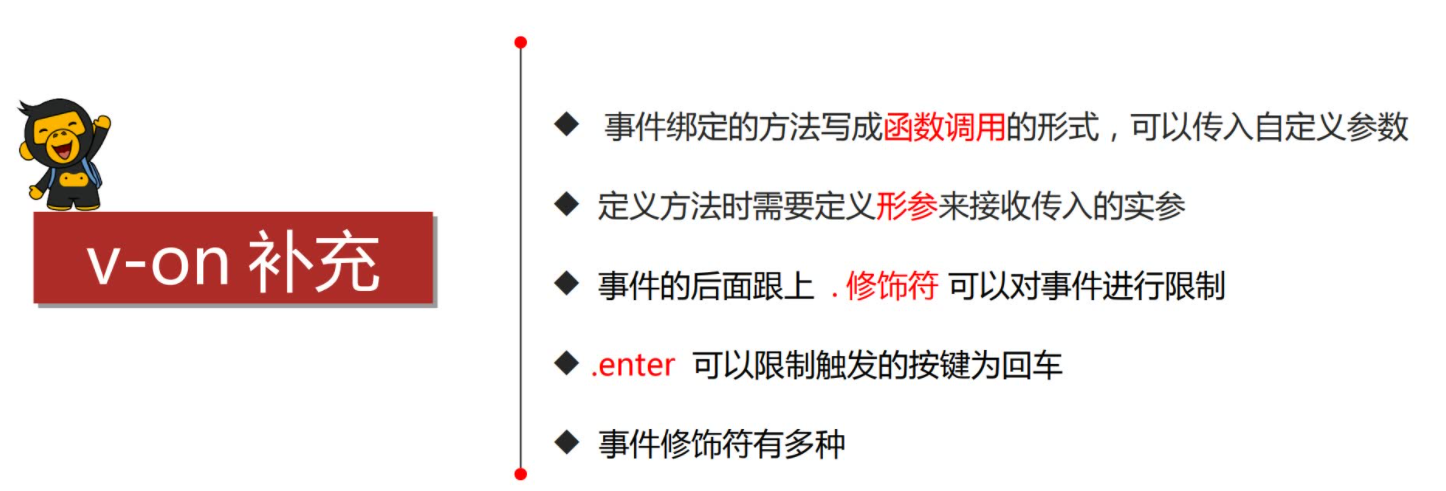 v-on 补充
事件绑定的方法写成函数调用的形式，可以传入自定义参数
定义方法时需要定义形参来接收传入的实参
事件的后面跟上 .修饰符 可以对事件进行限制
.enter 可以限制触发的按键为回车
事件修饰符有多种